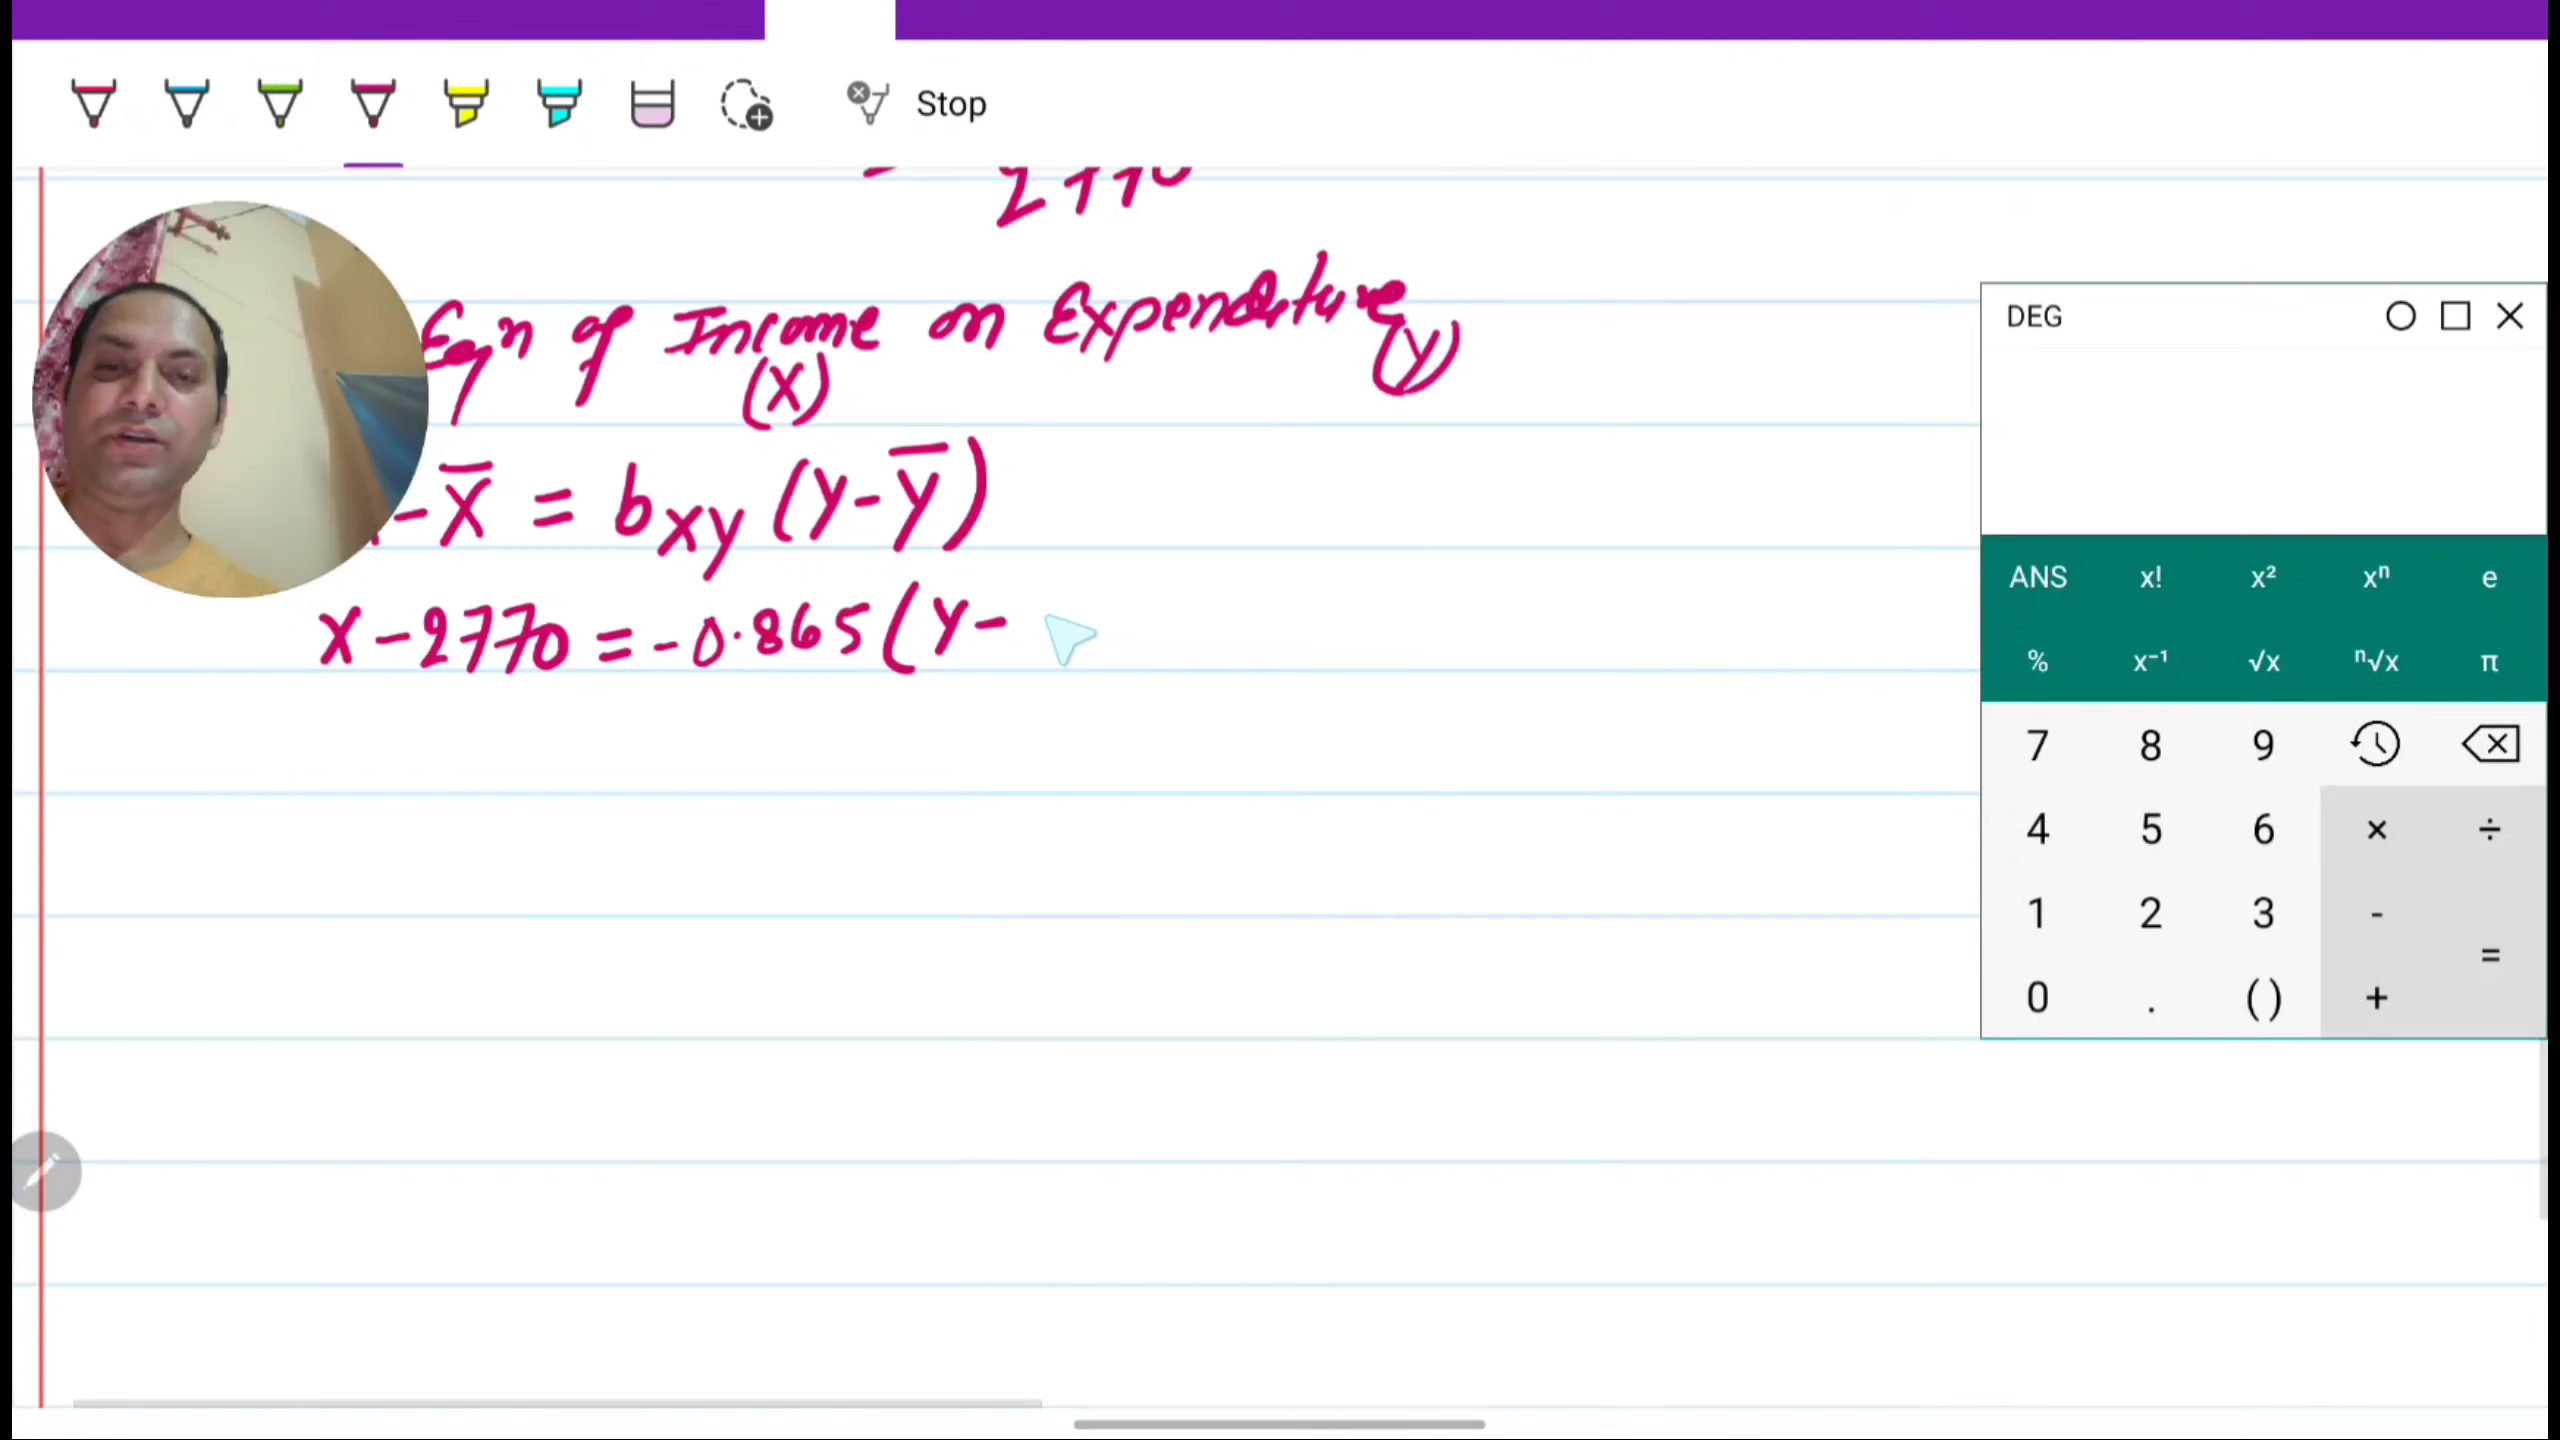 Stop
2770
Eqn of Income on Expenditure
(X) (Y)
- X̄ = bxy (Y-Ȳ)
X - 2770 = -0.865 (Y-
DEG
ANS x! x² xⁿ e
% x⁻¹ √x ⁿ√x π
7 8 9
4 5 6 × ÷
1 2 3 - =
0 . () +